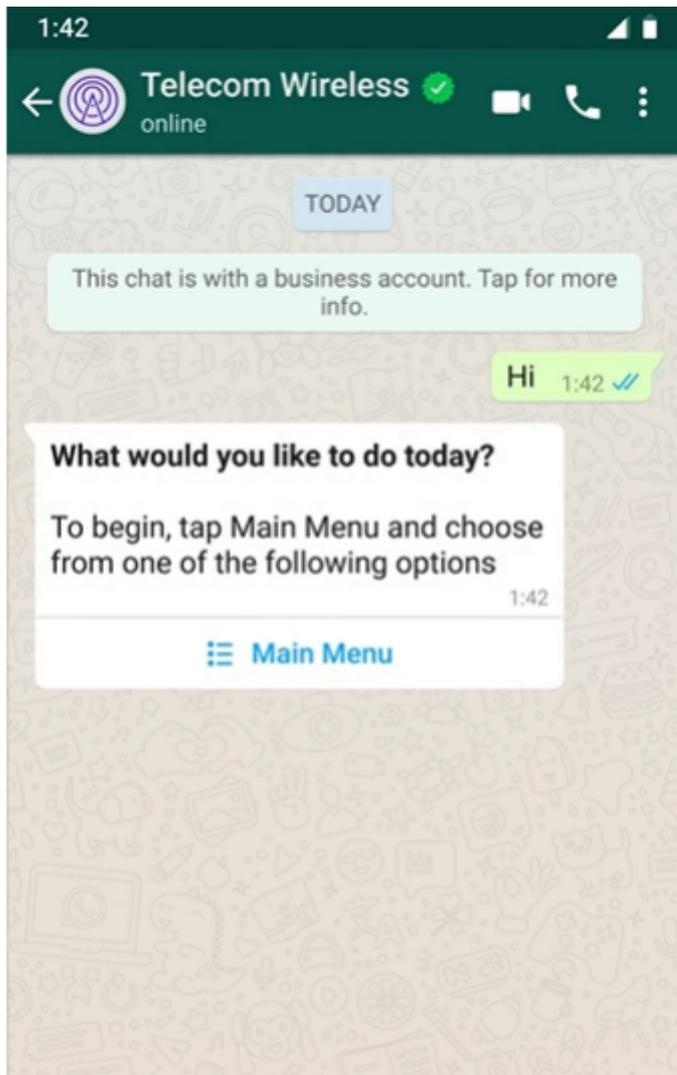 1:42
Telecom Wireless
online
TODAY
This chat is with a business account. Tap for more
info.
Hi 1:42
What would you like to do today?
To begin, tap Main Menu and choose
from one of the following options
1:42
Main Menu